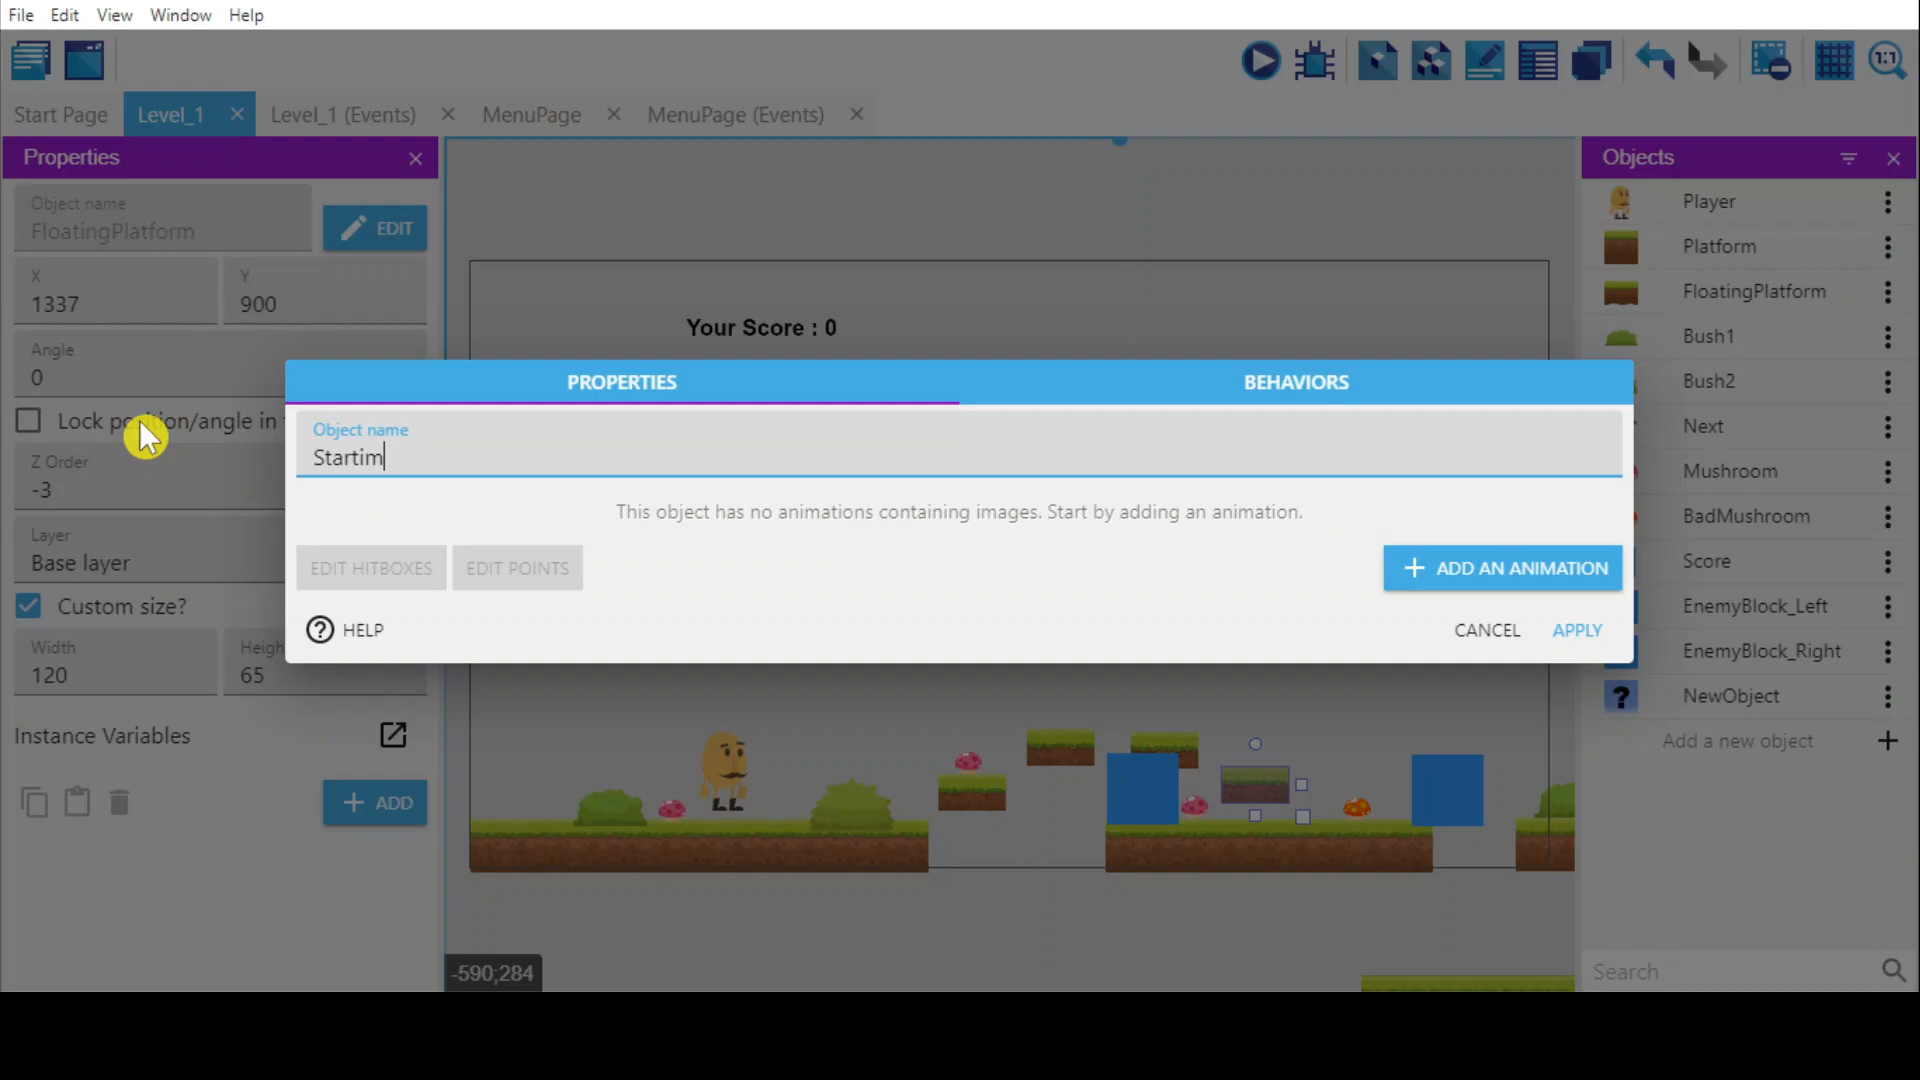 File Edit View Window Help
1:1
Start Page Level_1 Level_1 (Events) MenuPage MenuPage (Events)
Properties
Object name
FloatingPlatform
EDIT
X
1337
Y
900
Angle
0
Lock position/angle in
Z Order
-3
Layer
Base layer
Custom size?
Width
120
Heigh
65
Instance Variables
ADD
Your Score : 0
PROPERTIES
BEHAVIORS
Object name
Startim
This object has no animations containing images. Start by adding an animation.
EDIT HITBOXES
EDIT POINTS
ADD AN ANIMATION
? HELP
CANCEL
APPLY
-590;284
Objects
Player
Platform
FloatingPlatform
Bush1
Bush2
Next
Mushroom
BadMushroom
Score
EnemyBlock_Left
EnemyBlock_Right
? NewObject
Add a new object
Search